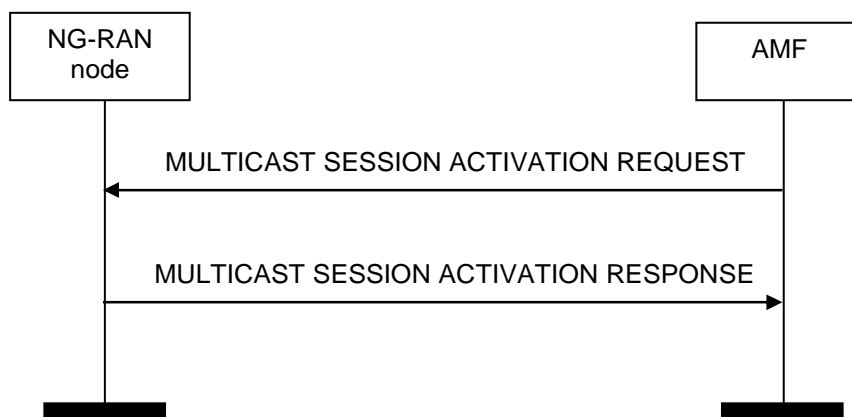 NG-RAN
node
AMF
MULTICAST SESSION ACTIVATION REQUEST
MULTICAST SESSION ACTIVATION RESPONSE